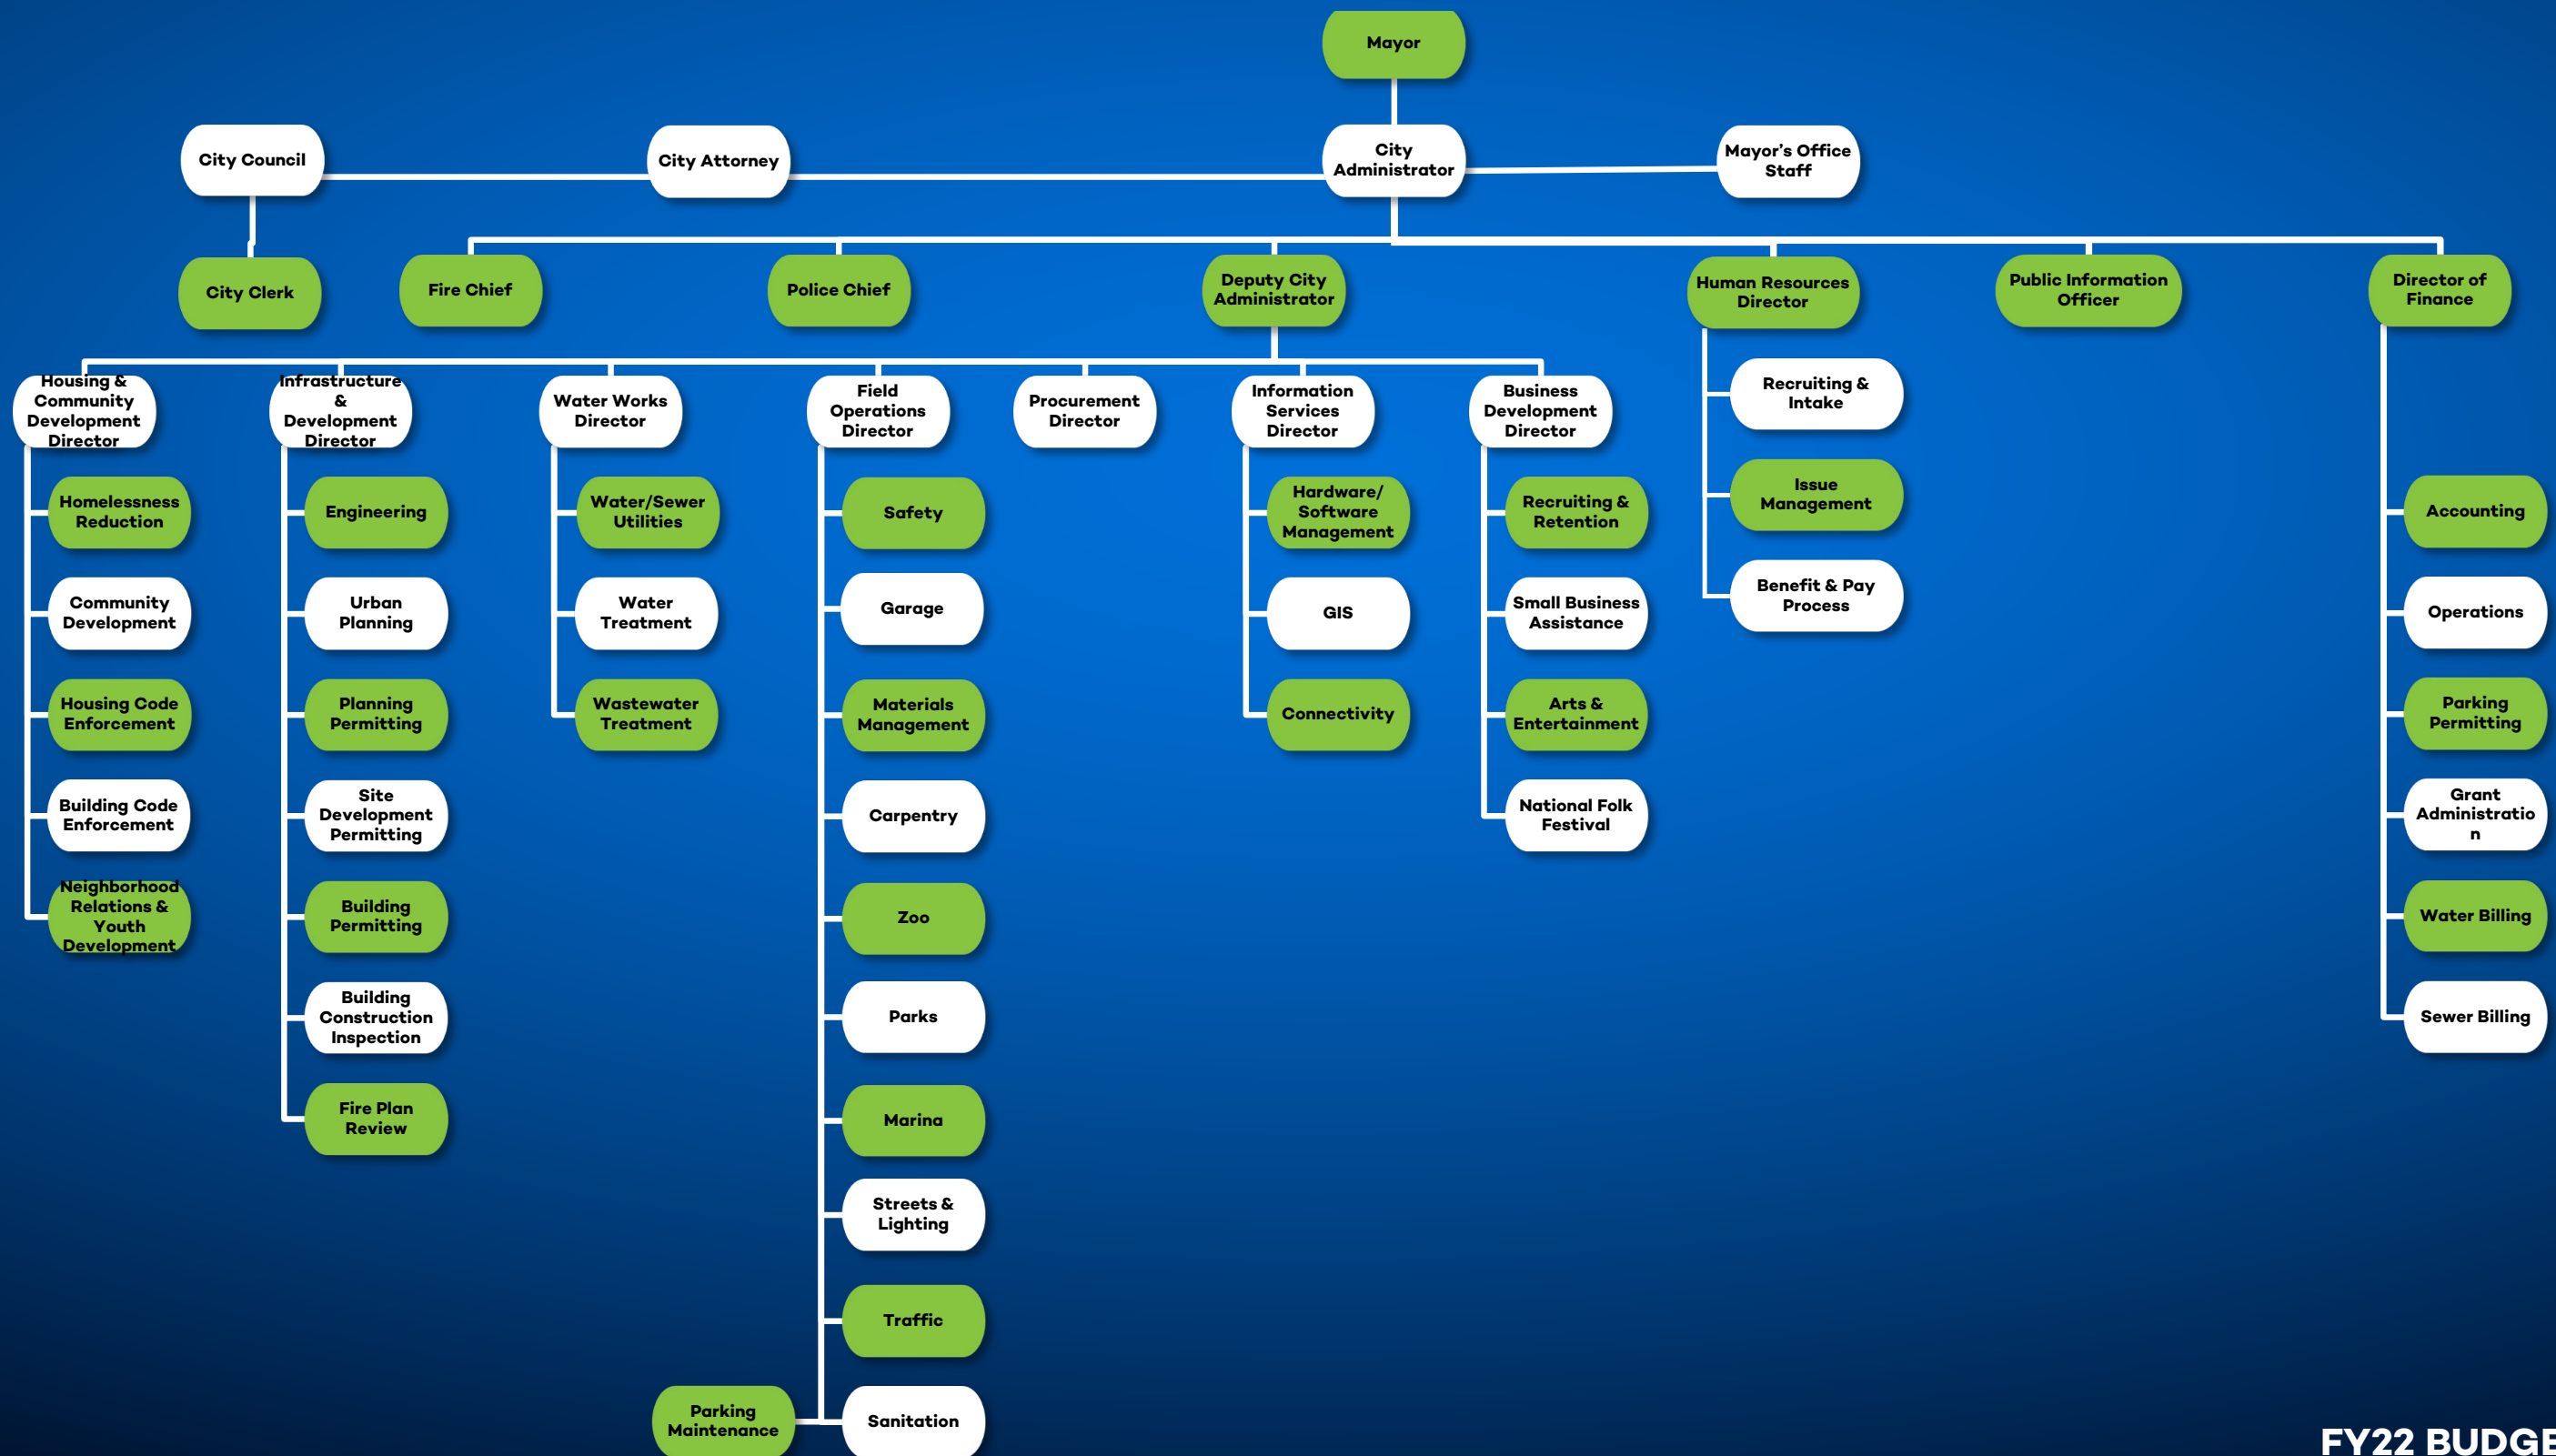 Mayor
City Council
City Attorney
City
Administrator
Mayor’s Office
Staff
City Clerk
Fire Chief
Police Chief
Deputy City
Administrator
Human Resources
Director
Public Information
Officer
Director of
Finance
Housing &
Community
Development
Director
Infrastructure
&
Development
Director
Water Works
Director
Field
Operations
Director
Procurement
Director
Information
Services
Director
Business
Development
Director
Recruiting &
Intake
Issue
Management
Benefit & Pay
Process
Homelessness
Reduction
Community
Development
Housing Code
Enforcement
Building Code
Enforcement
Neighborhood
Relations &
Youth
Development
Engineering
Urban
Planning
Planning
Permitting
Site
Development
Permitting
Building
Permitting
Building
Construction
Inspection
Fire Plan
Review
Water/Sewer
Utilities
Water
Treatment
Wastewater
Treatment
Safety
Garage
Materials
Management
Carpentry
Zoo
Parks
Marina
Streets &
Lighting
Traffic
Sanitation
Parking
Maintenance
Hardware/
Software
Management
GIS
Connectivity
Recruiting &
Retention
Small Business
Assistance
Arts &
Entertainment
National Folk
Festival
Accounting
Operations
Parking
Permitting
Grant
Administratio
n
Water Billing
Sewer Billing
FY22 BUDGE